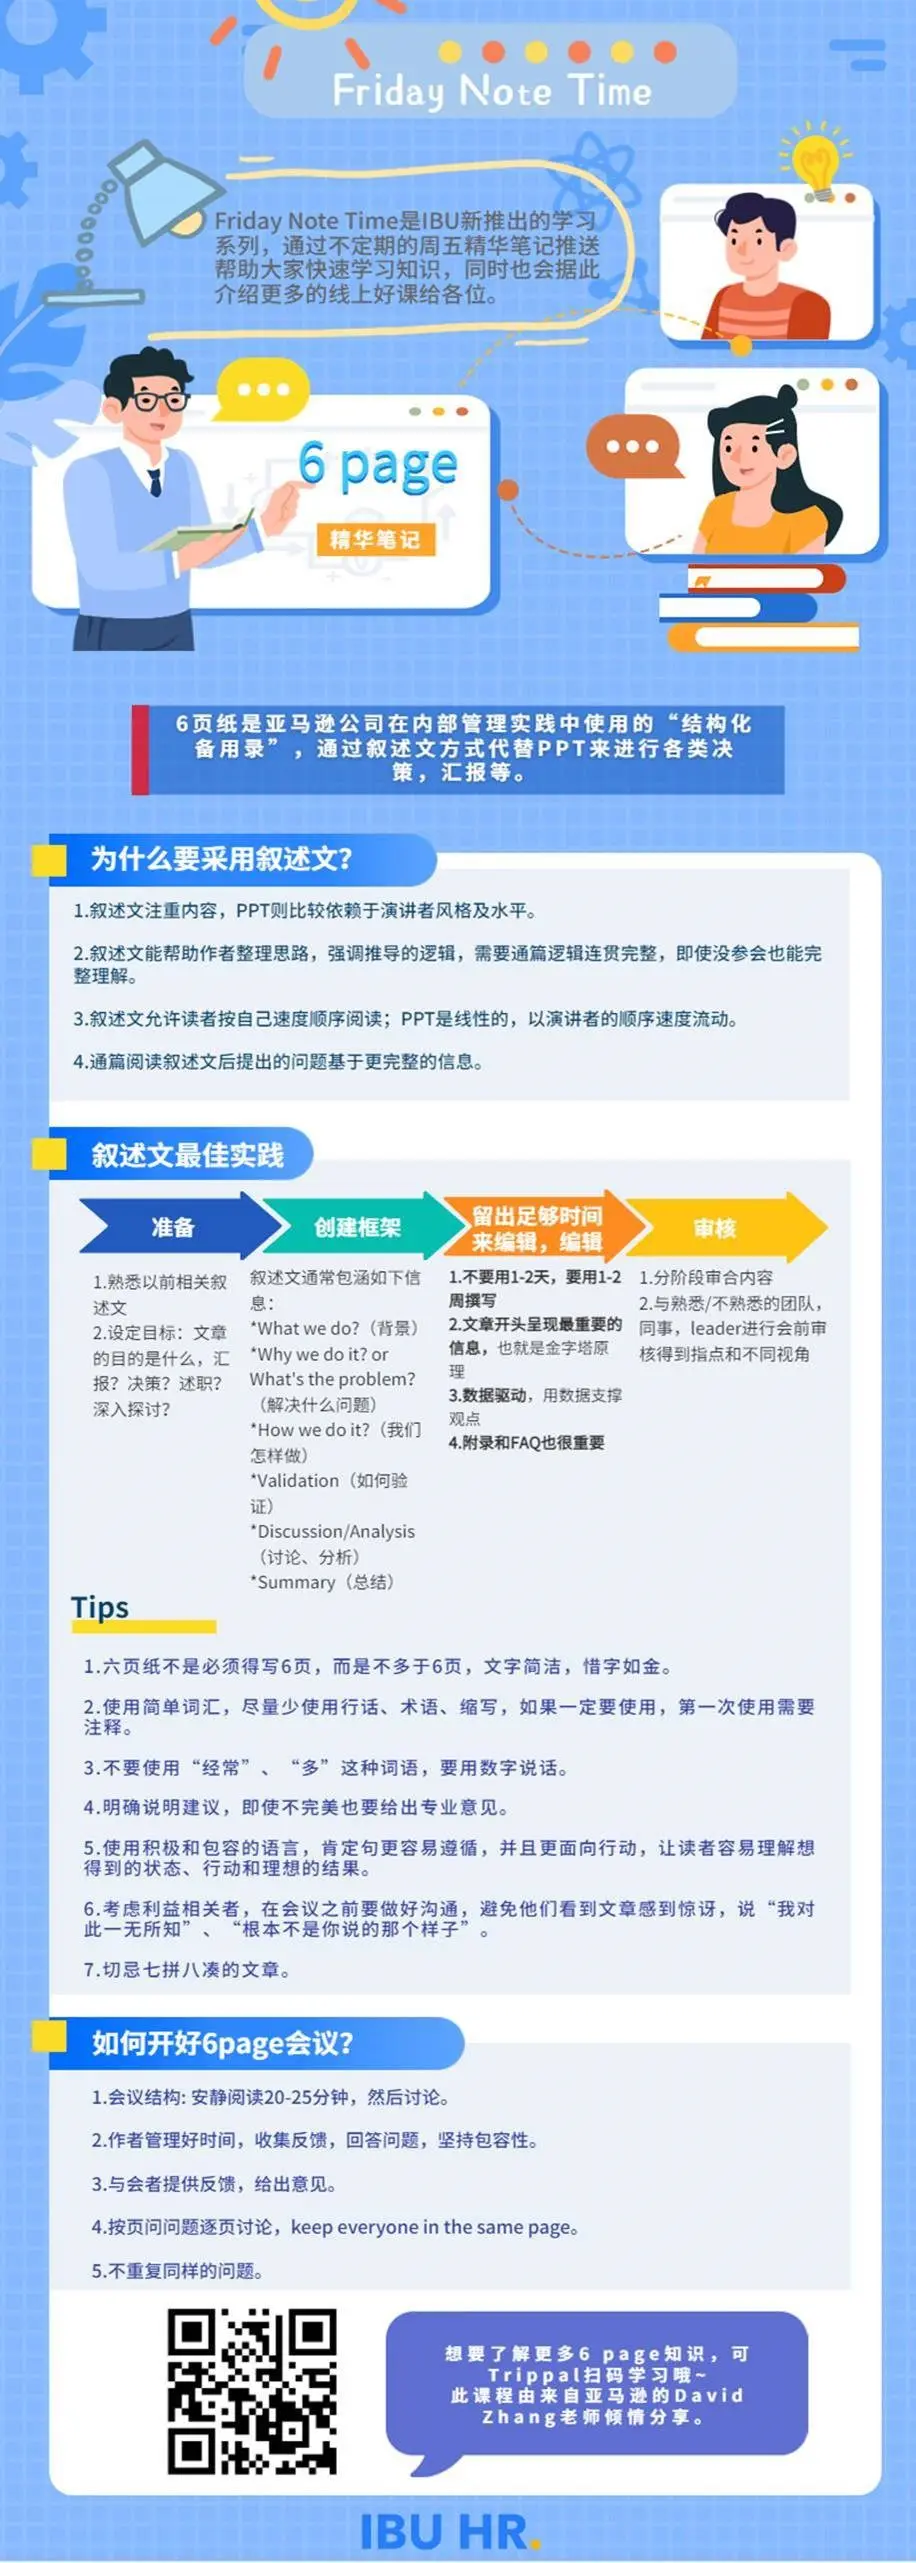 Friday Note Time
Friday Note Time是IBU新推出的学习
系列，通过不定期的周五精华笔记推送
帮助大家快速学习知识，同时也会据此
介绍更多的线上好课给各位。
6 page
精华笔记
6页纸是亚马逊公司在内部管理实践中使用的“结构化
备用录”，通过叙述文方式代替PPT来进行各类决
策，汇报等。
为什么要采用叙述文？
1.叙述文注重内容，PPT则比较依赖于演讲者风格及水平。
2.叙述文能帮助作者整理思路，强调推导的逻辑，需要通篇逻辑连贯完整，即使没参会也能完
整理解。
3.叙述文允许读者按自己速度顺序阅读；PPT是线性的，以演讲者的顺序速度流动。
4.通篇阅读叙述文后提出的问题基于更完整的信息。
叙述文最佳实践
准备
1.熟悉以前相关叙
述文
2.设定目标：文章
的目的是什么，汇
报？决策？述职？
深入探讨？
创建框架
叙述文通常包涵如下信
息：
*What we do?（背景）
*Why we do it? or
What's the problem?
（解决什么问题）
*How we do it?（我们
怎样做）
*Validation（如何验
证）
*Discussion/Analysis
（讨论、分析）
*Summary（总结）
留出足够时间
来编辑，编辑
1.不要用1-2天，要用1-2
周撰写
2.文章开头呈现最重要的
信息，也就是金字塔原
理
3.数据驱动，用数据支撑
观点
4.附录和FAQ也很重要
审核
1.分阶段审合内容
2.与熟悉/不熟悉的团队，
同事，leader进行会前审
核得到指点和不同视角
Tips
1.六页纸不是必须得写6页，而是不多于6页，文字简洁，惜字如金。
2.使用简单词汇，尽量少使用行话、术语、缩写，如果一定要使用，第一次使用需要
注释。
3.不要使用“经常”、“多”这种词语，要用数字说话。
4.明确说明建议，即使不完美也要给出专业意见。
5.使用积极和包容的语言，肯定句更容易遵循，并且更面向行动，让读者容易理解想
得到的状态、行动和理想的结果。
6.考虑利益相关者，在会议之前要做好沟通，避免他们看到文章感到惊讶，说“我对
此一无所知”、“根本不是你说的那个样子”。
7.切忌七拼八凑的文章。
如何开好6page会议？
1.会议结构: 安静阅读20-25分钟，然后讨论。
2.作者管理好时间，收集反馈，回答问题，坚持包容性。
3.与会者提供反馈，给出意见。
4.按页问问题逐页讨论，keep everyone in the same page。
5.不重复同样的问题。
想要了解更多6 page知识，可
Trippal扫码学习哦~
此课程由来自亚马逊的David
Zhang老师倾情分享。
IBU HR.